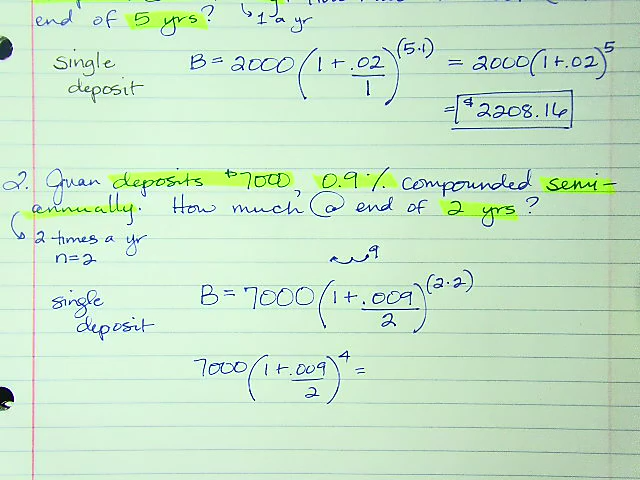 end of 5 yrs? 1 a yr
single deposit B = 2000(1 + .02/1)^(5·1) = 2000(1+.02)^5
= $2208.16
2. Juan deposits $7000, 0.9% compounded semi-
annually. How much @ end of 2 yrs?
2 times a yr
n=2
9
single deposit B = 7000(1 + .009/2)^(2·2)
7000(1+.009/2)^4 =